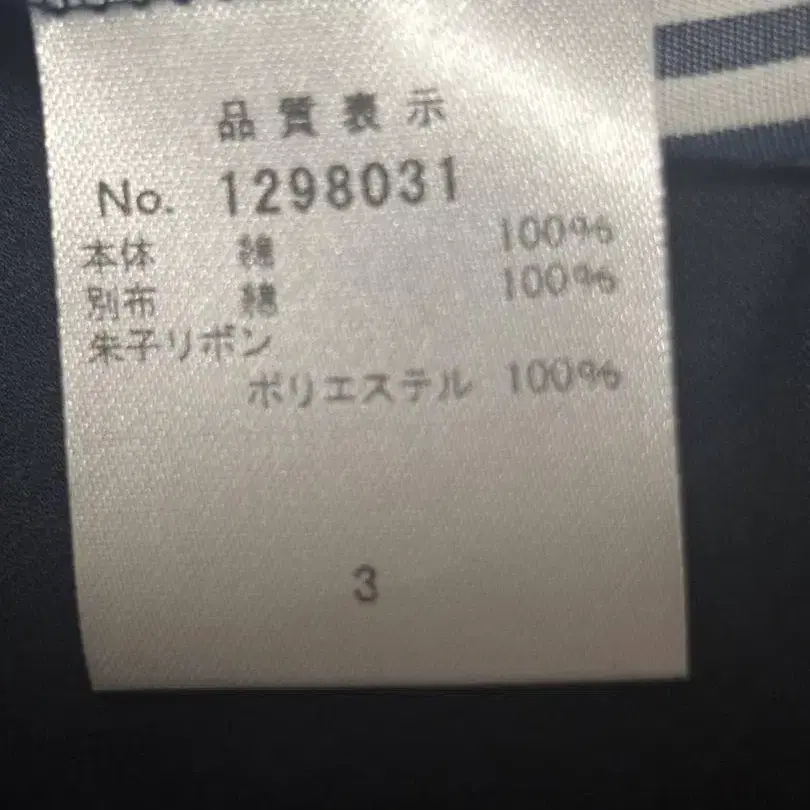 品質表示
No. 1298031
本体 綿 100%
別布 綿 100%
朱子リボン
ポリエステル 100%
3